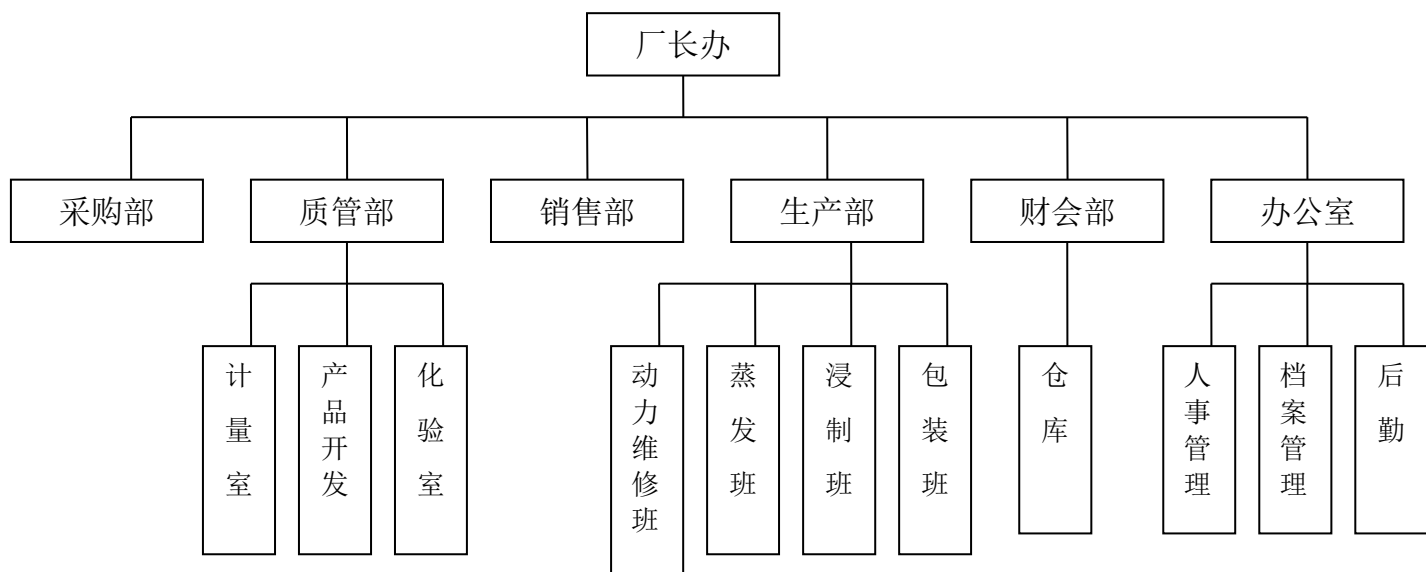 厂长办
采购部
质管部
销售部
生产部
财会部
办公室
计量室
产品开发
化验室
动力维修班
蒸发班
浸制班
包装班
仓库
人事管理
档案管理
后勤